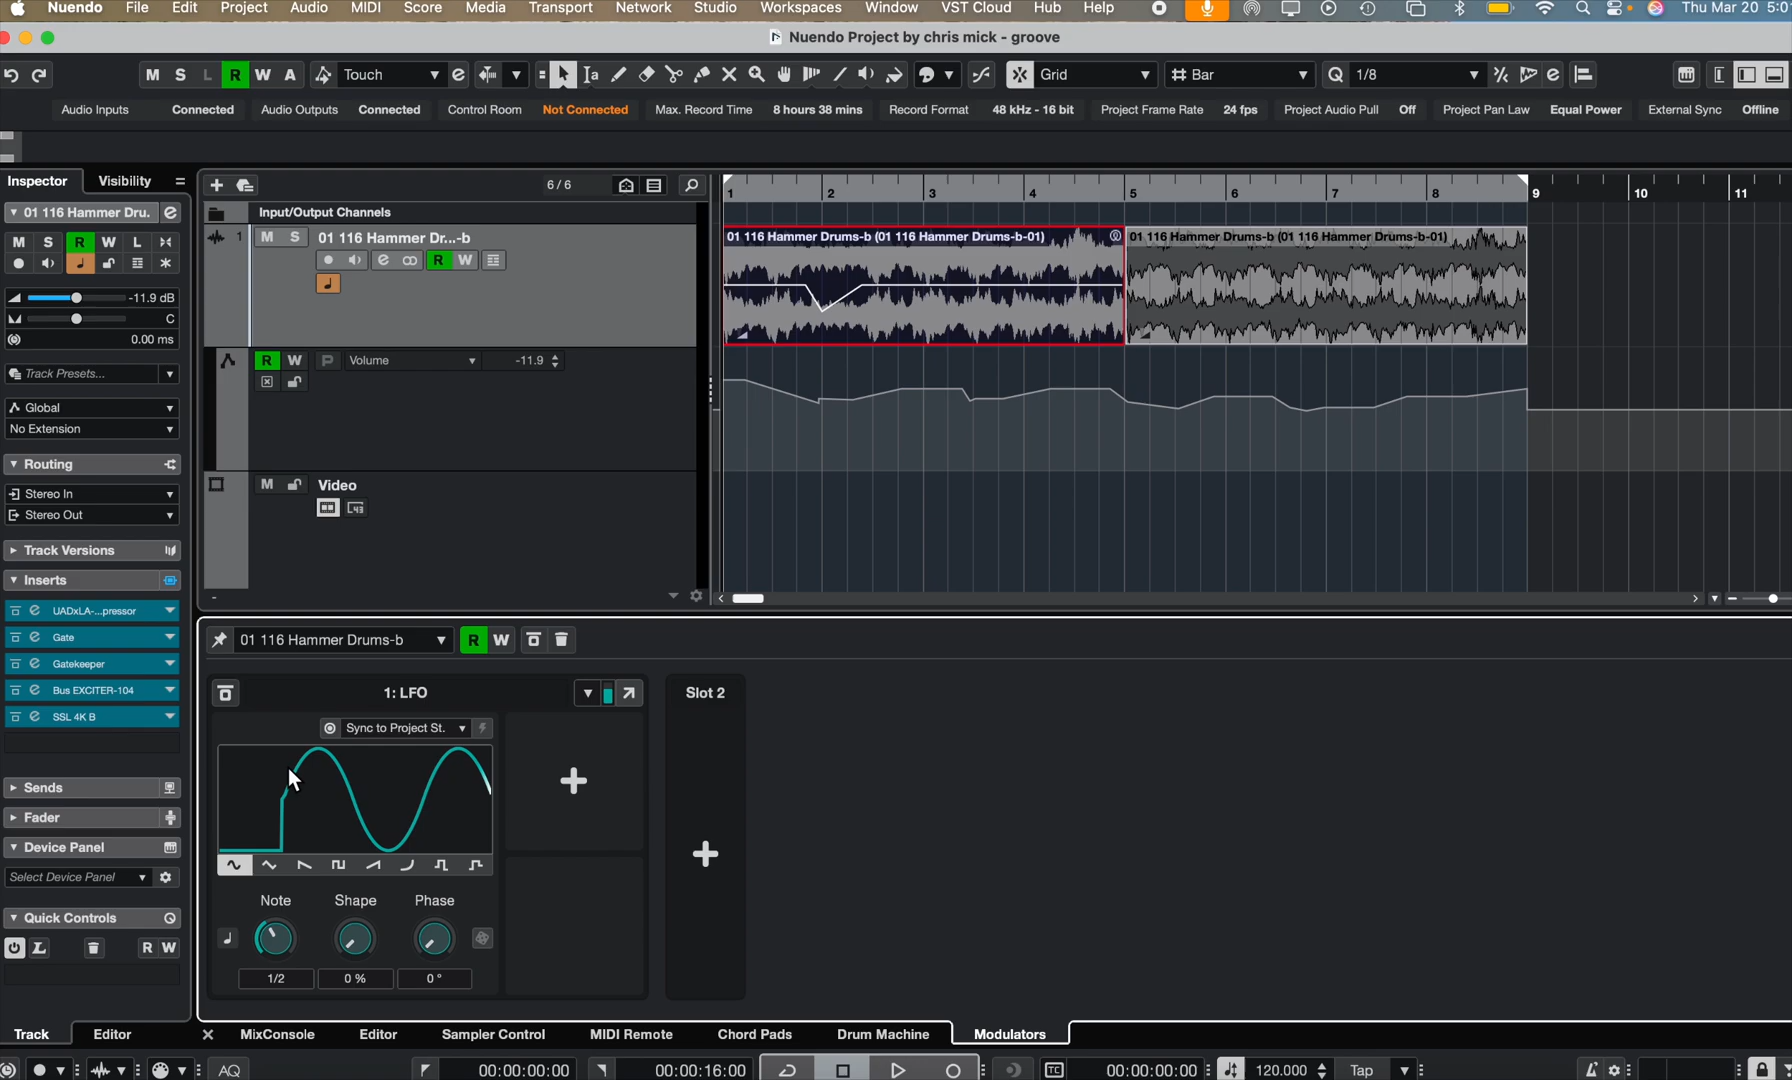 Nuendo File Edit Project Audio MIDI Score Media Transport Network Studio Workspaces Window View VST Cloud Hub Help Thu Mar 20 5:01
Nuendo Project by chris mick - groove
M S L R W A Touch e Grid # Bar Q 1/8 e
Audio Inputs Connected Audio Outputs Connected Control Room Not Connected Max. Record Time 8 hours 38 mins Record Format 48 kHz - 16 bit Project Frame Rate 24 fps Project Audio Pull Off Project Pan Law Equal Power External Sync Offline
Inspector Visibility 6/6 1 2 3 4 5 6 7 8 9 10 11
01 116 Hammer Dru. e Input/Output Channels
M S R W L 1 M S 01 116 Hammer Dr...-b 01 116 Hammer Drums-b (01 116 Hammer Drums-b-01) 01 116 Hammer Drums-b (01 116 Hammer Drums-b-01)
e R W
-11.9 dB
C
0.00 ms
R W P Volume -11.9
Track Presets...
Global
No Extension
Routing
Stereo In M Video
Stereo Out
Track Versions
Inserts
UADxLA-...pressor
Gate 01 116 Hammer Drums-b R W
Gatekeeper
Bus EXCITER-104 1: LFO Slot 2
SSL 4K B Sync to Project St.
Sends
Fader
Device Panel
Select Device Panel
Note Shape Phase
Quick Controls
L R W
1/2 0 % 0 °
Track Editor MixConsole Editor Sampler Control MIDI Remote Chord Pads Drum Machine Modulators
AQ 00:00:00:00 00:00:16:00 TC 00:00:00:00 120.000 Tap